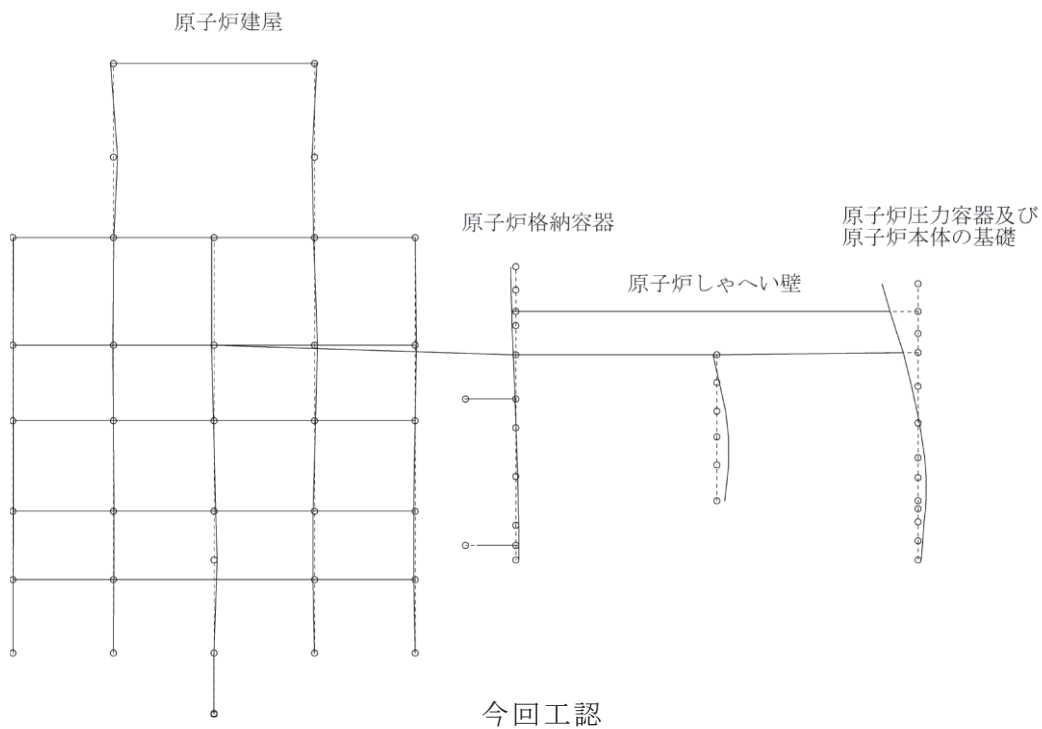 原子炉建屋
原子炉格納容器
原子炉しゃへい壁
原子炉圧力容器及び
原子炉本体の基礎
今回工認